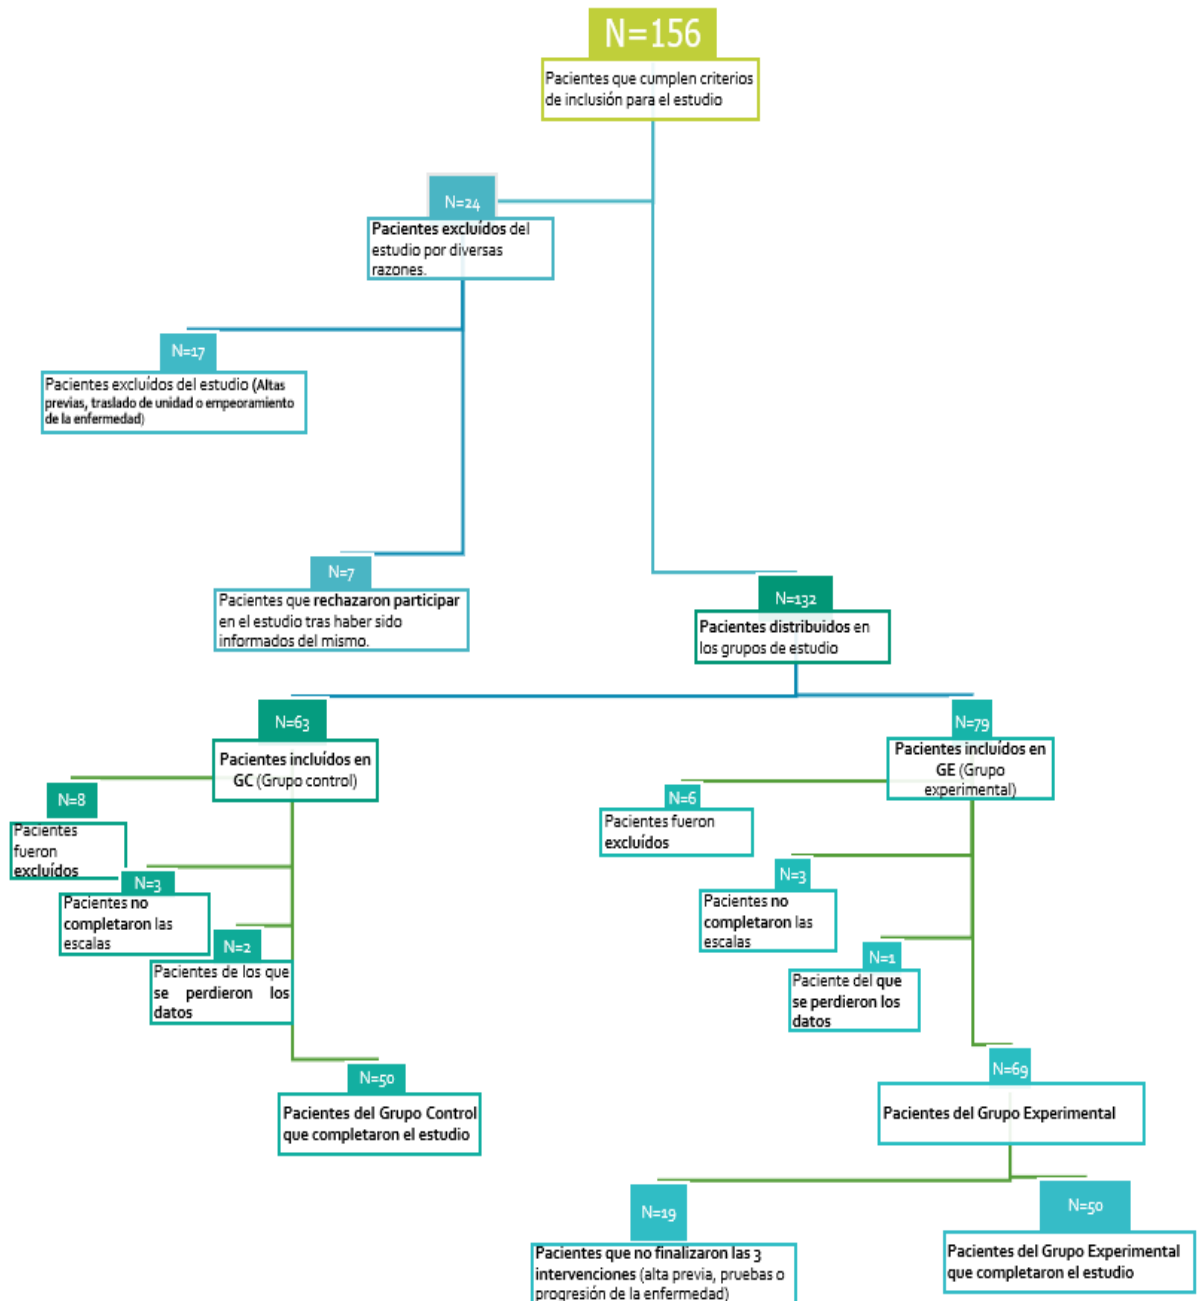 N=156
Pacientes que cumplen criterios
de inclusión para el estudio
N=24
Pacientes excluídos del
estudio por diversas
razones.
N=17
Pacientes excluídos del estudio (Altas
previas, traslado de unidad o empeoramiento
de la enfermedad)
N=7
Pacientes que rechazaron participar
en el estudio tras haber sido
informados del mismo.
N=132
Pacientes distribuidos en
los grupos de estudio
N=63
Pacientes incluídos en
GC (Grupo control)
N=8
Pacientes
fueron
excluídos
N=3
Pacientes no
completaron las
escalas
N=2
Pacientes de los que
se perdieron los
datos
N=50
Pacientes del Grupo Control
que completaron el estudio
N=79
Pacientes incluídos en
GE (Grupo
experimental)
N=6
Pacientes fueron
excluídos
N=3
Pacientes no
completaron las
escalas
N=1
Paciente del que
se perdieron los
datos
N=69
Pacientes del Grupo Experimental
N=19
Pacientes que no finalizaron las 3
intervenciones (alta previa, pruebas o
progresión de la enfermedad)
N=50
Pacientes del Grupo Experimental
que completaron el estudio